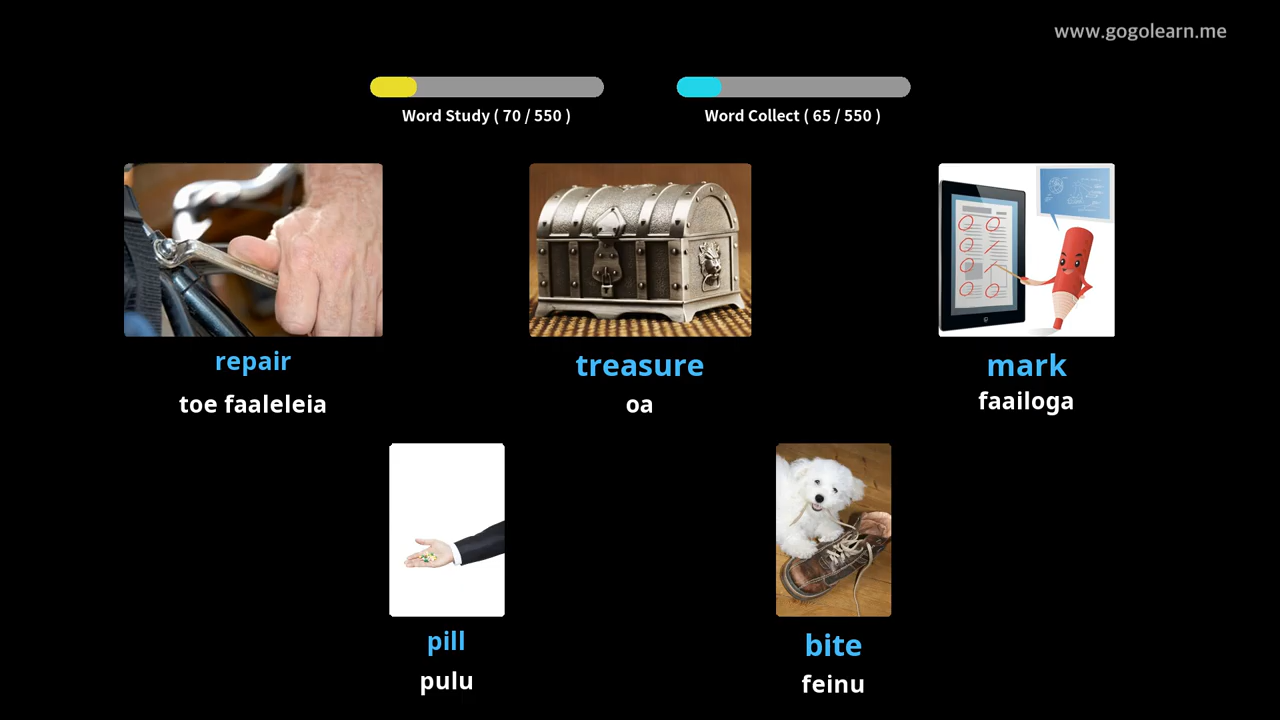 www.gogolearn.me
Word Study ( 70 / 550 )
Word Collect ( 65 / 550 )
repair
toe faaleleia
treasure
oa
mark
faailoga
pill
pulu
bite
feinu